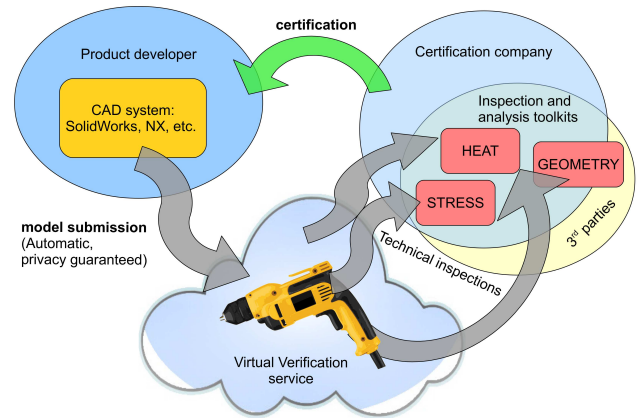 certification
Product developer
CAD system:
SolidWorks, NX, etc.
Certification company
Inspection and
analysis toolkits
HEAT
GEOMETRY
STRESS
3rd parties
model submission
(Automatic,
privacy guaranteed)
Technical inspections
Virtual Verification
service